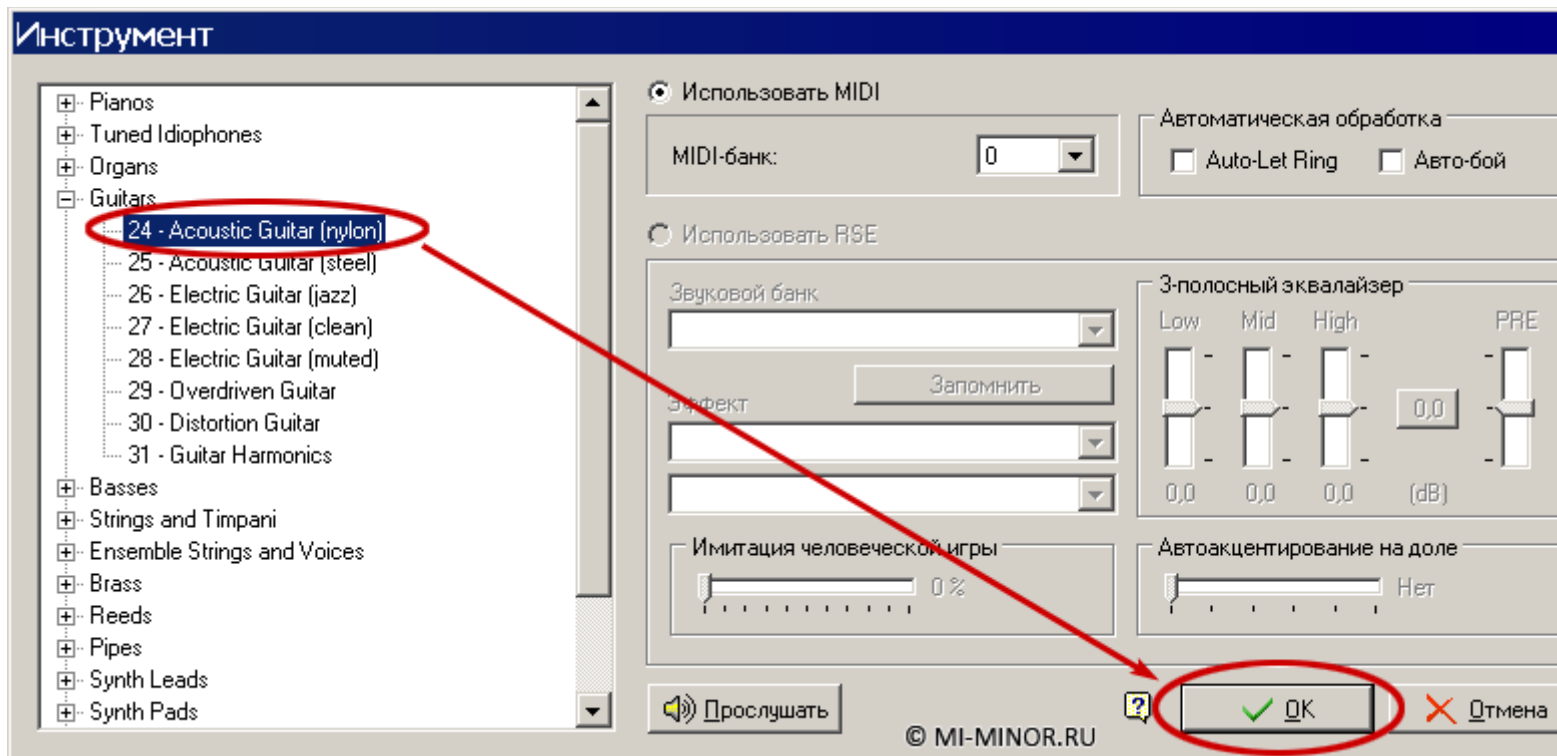 Инструмент
Pianos
Tuned Idiophones
Organs
Guitars
24 - Acoustic Guitar (nylon)
25 - Acoustic Guitar (steel)
26 - Electric Guitar (jazz)
27 - Electric Guitar (clean)
28 - Electric Guitar (muted)
29 - Overdriven Guitar
30 - Distortion Guitar
31 - Guitar Harmonics
Basses
Strings and Timpani
Ensemble Strings and Voices
Brass
Reeds
Pipes
Synth Leads
Synth Pads
Использовать MIDI
MIDI-банк:
0
Автоматическая обработка
Auto-Let Ring
Авто-бой
Использовать RSE
Звуковой банк
Запомнить
Эффект
3-полосный эквалайзер
Low Mid High PRE
0,0
0,0 0,0 0,0 (dB)
Имитация человеческой игры
0 %
Автоакцентирование на доле
Нет
Прослушать
?
OK
Отмена
© MI-MINOR.RU